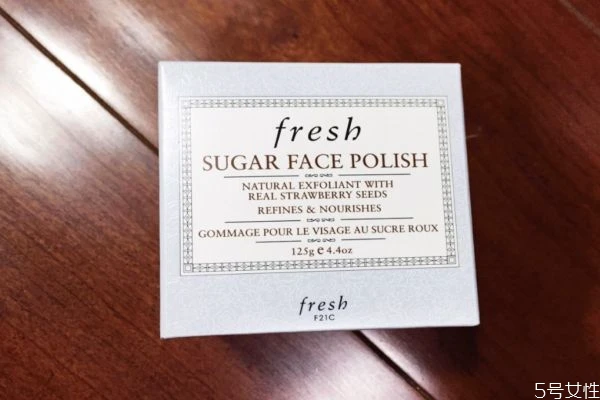 fresh
SUGAR FACE POLISH
NATURAL EXFOLIANT WITH
REAL STRAWBERRY SEEDS
REFINES & NOURISHES
GOMMAGE POUR LE VISAGE AU SUCRE ROUX
125g e 4.4oz
fresh
F21C
5号女性